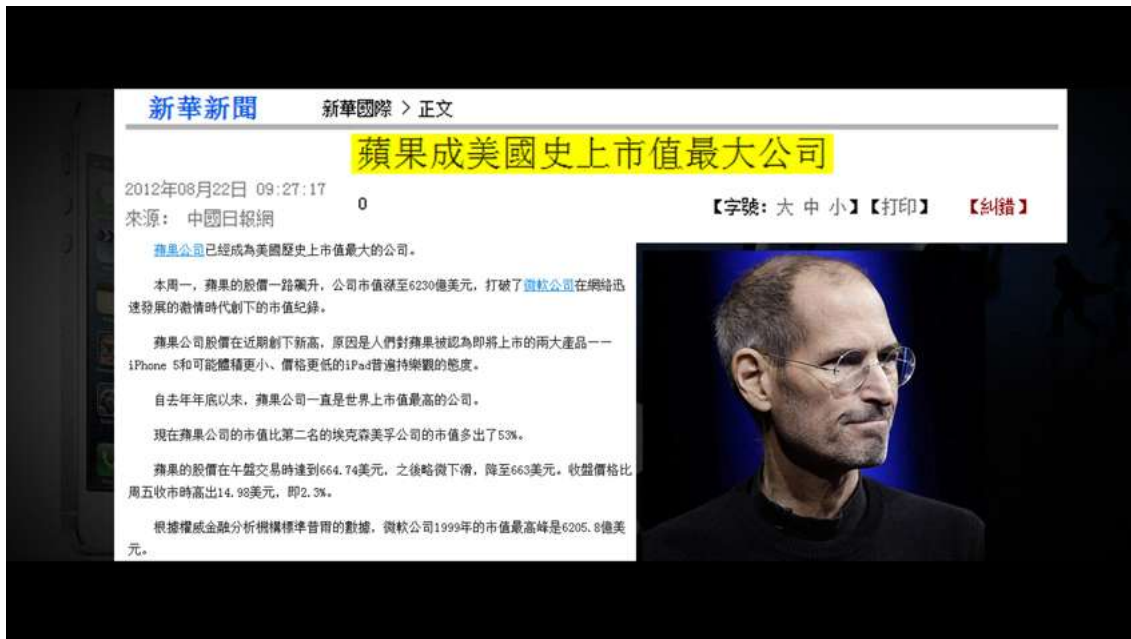 新華新聞
新華國際 > 正文
蘋果成美國史上市值最大公司
2012年08月22日 09:27:17
來源： 中國日報網
0
【字號：大 中 小】【打印】 【糾錯】
蘋果公司已經成為美國歷史上市值最大的公司。
本周一，蘋果的股價一路飆升，公司市值漲至6230億美元，打破了微軟公司在網絡迅
速發展的激情時代創下的市值紀錄。
蘋果公司股價在近期創下新高，原因是人們對蘋果被認為即將上市的兩大產品——
iPhone 5和可能體積更小、價格更低的iPad普遍持樂觀的態度。
自去年年底以來，蘋果公司一直是世界上市值最高的公司。
現在蘋果公司的市值比第二名的埃克森美孚公司的市值多出了53%。
蘋果的股價在午盤交易時達到664.74美元，之後略微下滑，降至663美元。收盤價格比
周五收市時高出14.98美元，即2.3%。
根據權威金融分析機構標準普爾的數據，微軟公司1999年的市值最高峰是6205.8億美
元。